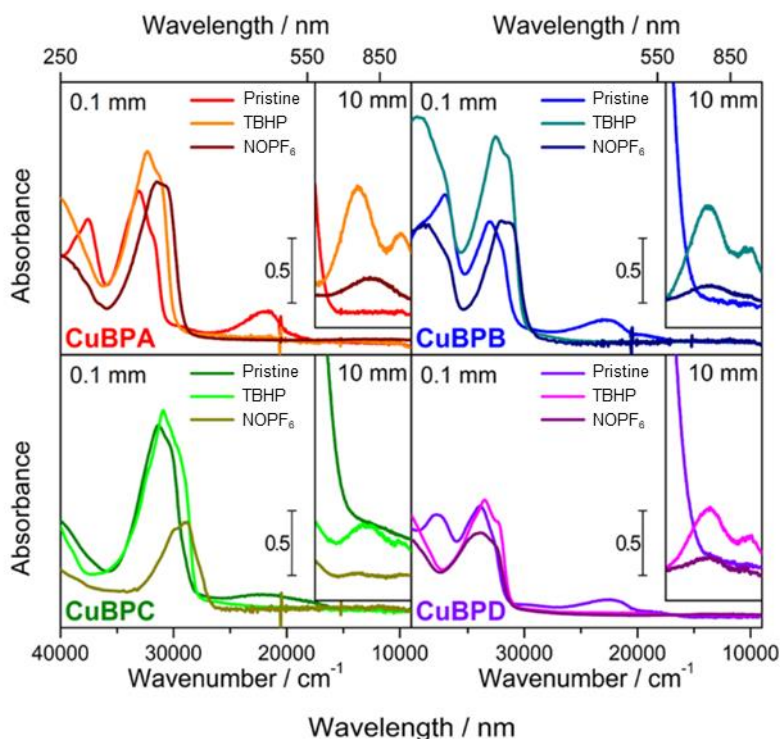 Wavelength / nm Wavelength / nm
250 550 850 550 850
0.1 mm Pristine 10 mm 0.1 mm Pristine 10 mm
TBHP TBHP
NOPF₆ NOPF₆
0.5 0.5
Absorbance
CuBPA CuBPB
0.1 mm Pristine 10 mm 0.1 mm Pristine 10 mm
TBHP TBHP
NOPF₆ NOPF₆
0.5 0.5
Absorbance
CuBPC CuBPD
40000 30000 20000 10000 30000 20000 10000
Wavenumber / cm⁻¹ Wavenumber / cm⁻¹
Wavelength / nm